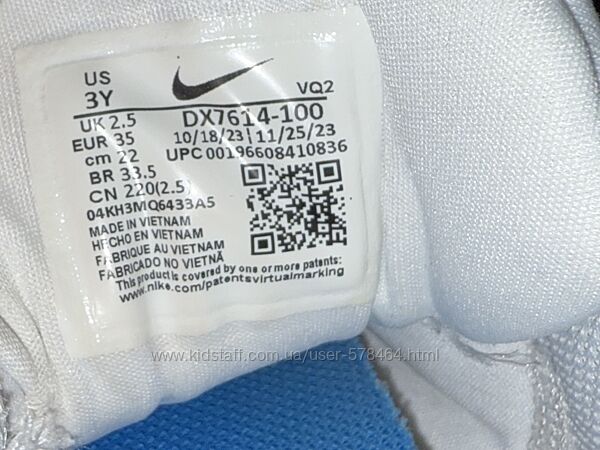 US
3Y
VQ2
UK 2.5
DX7614-100
EUR 35
10/18/23 | 11/25/23
cm 22
UPC 00196608410836
BR 33.5
CN 220(2.5)
04KH3MQ6433A5
MADE IN VIETNAM
HECHO EN VIETNAM
FABRIQUE AU VIETNAM
FABRICADO NO VIETNÃ
This product is covered by one or more patents:
www.nike.com/patentsvirtualmarking
www.kidstaff.com.ua/user-578464.html